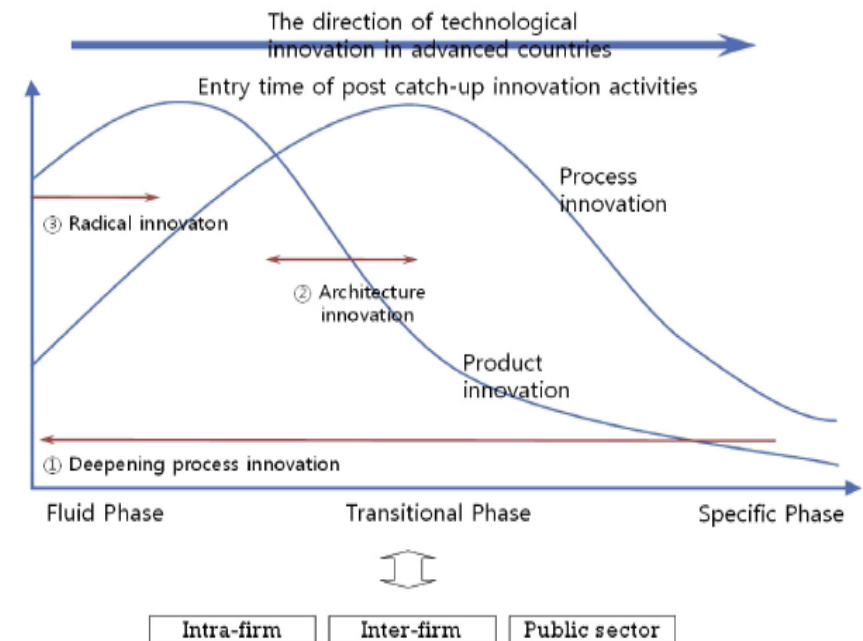 The direction of technological
innovation in advanced countries
Entry time of post catch-up innovation activities
Process
innovation
③ Radical innovaton
② Architecture
innovation
Product
innovation
① Deepening process innovation
Fluid Phase
Transitional Phase
Specific Phase
Intra-firm
Inter-firm
Public sector